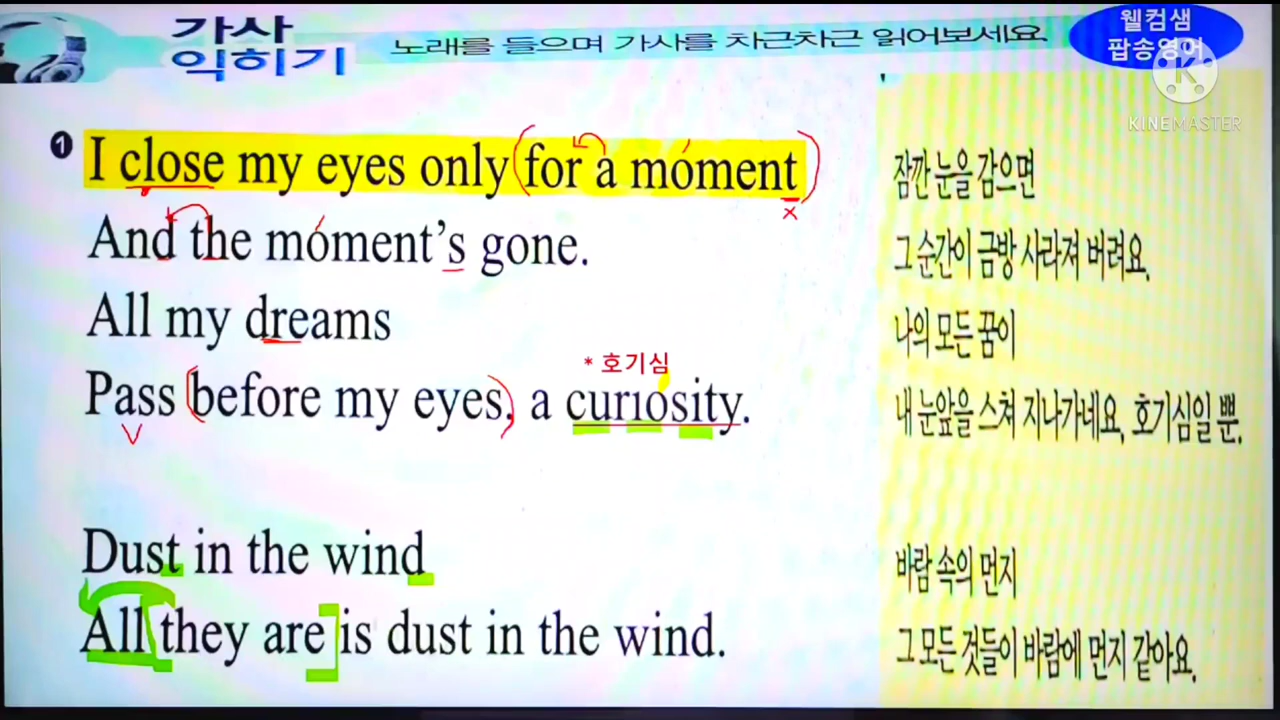 가사
익히기
노래를 들으며 가사를 차근차근 읽어보세요.
웰컴샘
팝송영어
KINEMASTER
1 I close my eyes only for a moment
잠깐 눈을 감으면
And the moment's gone.
그 순간이 금방 사라져 버려요.
All my dreams
나의 모든 꿈이
* 호기심
Pass before my eyes, a curiosity.
내 눈앞을 스쳐 지나가네요, 호기심일 뿐.
Dust in the wind
바람 속의 먼지
All they are is dust in the wind.
그 모든 것들이 바람에 먼지 같아요.